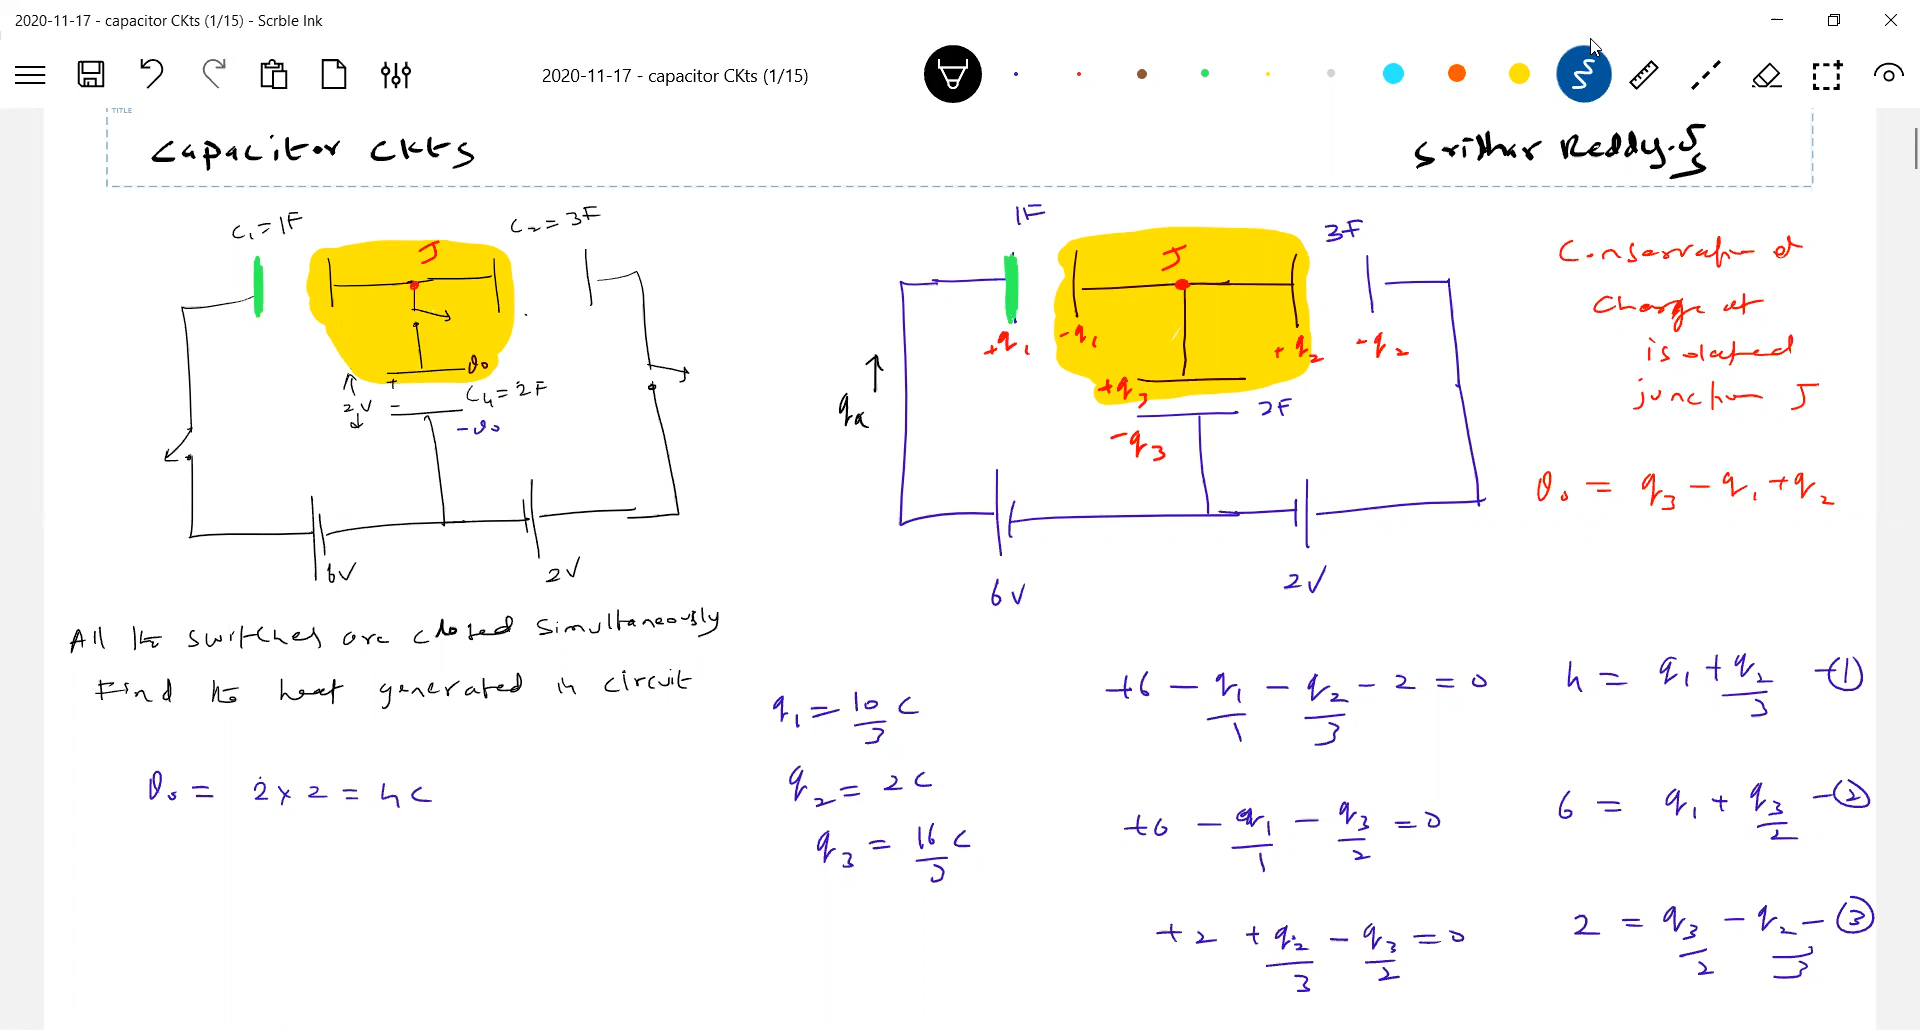 2020-11-17 - capacitor CKts (1/15) - Scrble Ink
2020-11-17 - capacitor CKts (1/15)
TITLE
Capacitor CKts
Srithar Reddy.S
C₁ = 1F
C₂ = 3F
J
+
2V
-
C₄ = 2F
6V
2V
1F
3F
J
+q₁
-q₁
+q₂
-q₂
+q₃
-q₃
2F
6V
2V
Conservation of
Charge at
isolated
junction J
Q₀ = q₃ - q₁ + q₂
All the switches are closed simultaneously
Find the heat generated in circuit
Q₀ = 2 x 2 = 4C
q₁ = 10/3 C
q₂ = 2C
q₃ = 16/3 C
+6 - q₁/1 - q₂/3 - 2 = 0
4 = q₁ + q₂/3 -(1)
+6 - q₁/1 - q₃/2 = 0
6 = q₁ + q₃/2 -(2)
+2 + q₂/3 - q₃/2 = 0
2 = q₃/2 - q₂/3 -(3)